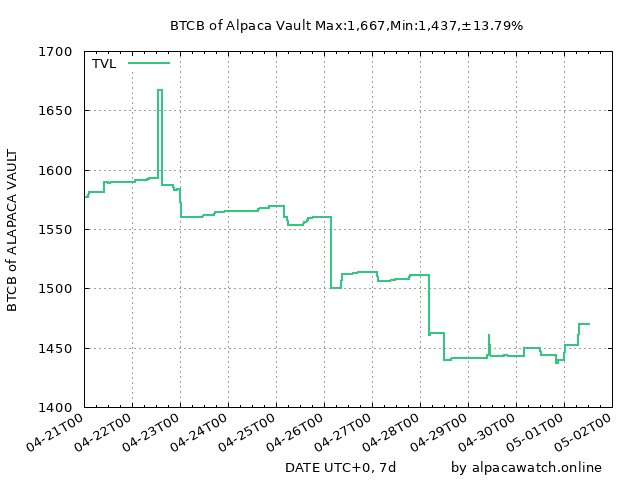 BTCB of Alpaca Vault Max:1,667,Min:1,437,±13.79%
TVL
BTCB of ALAPACA VAULT
1700
1650
1600
1550
1500
1450
1400
04-21T00
04-22T00
04-23T00
04-24T00
04-25T00
04-26T00
04-27T00
04-28T00
04-29T00
04-30T00
05-01T00
05-02T00
DATE UTC+0, 7d
by alpacawatch.online